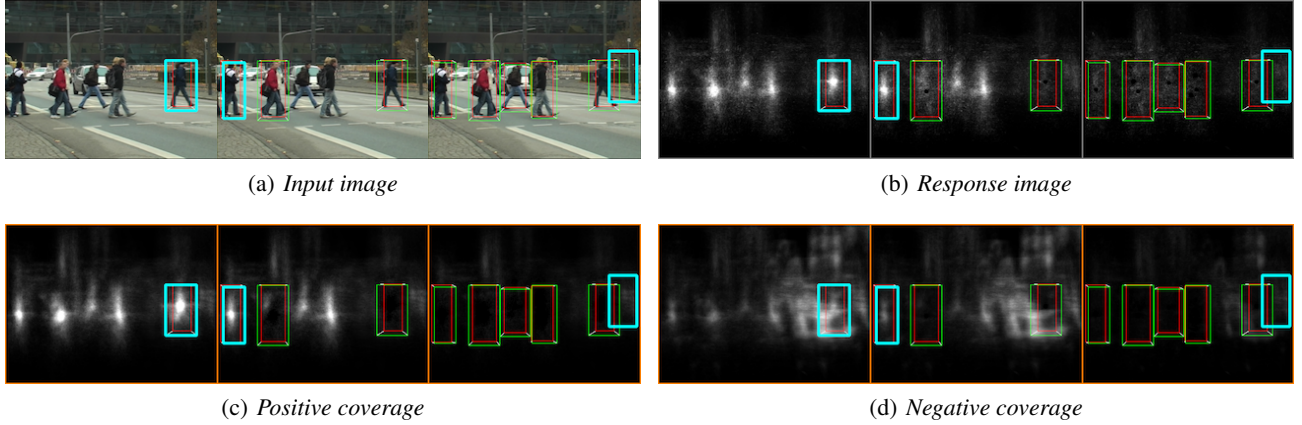 (a) Input image
(b) Response image
(c) Positive coverage
(d) Negative coverage